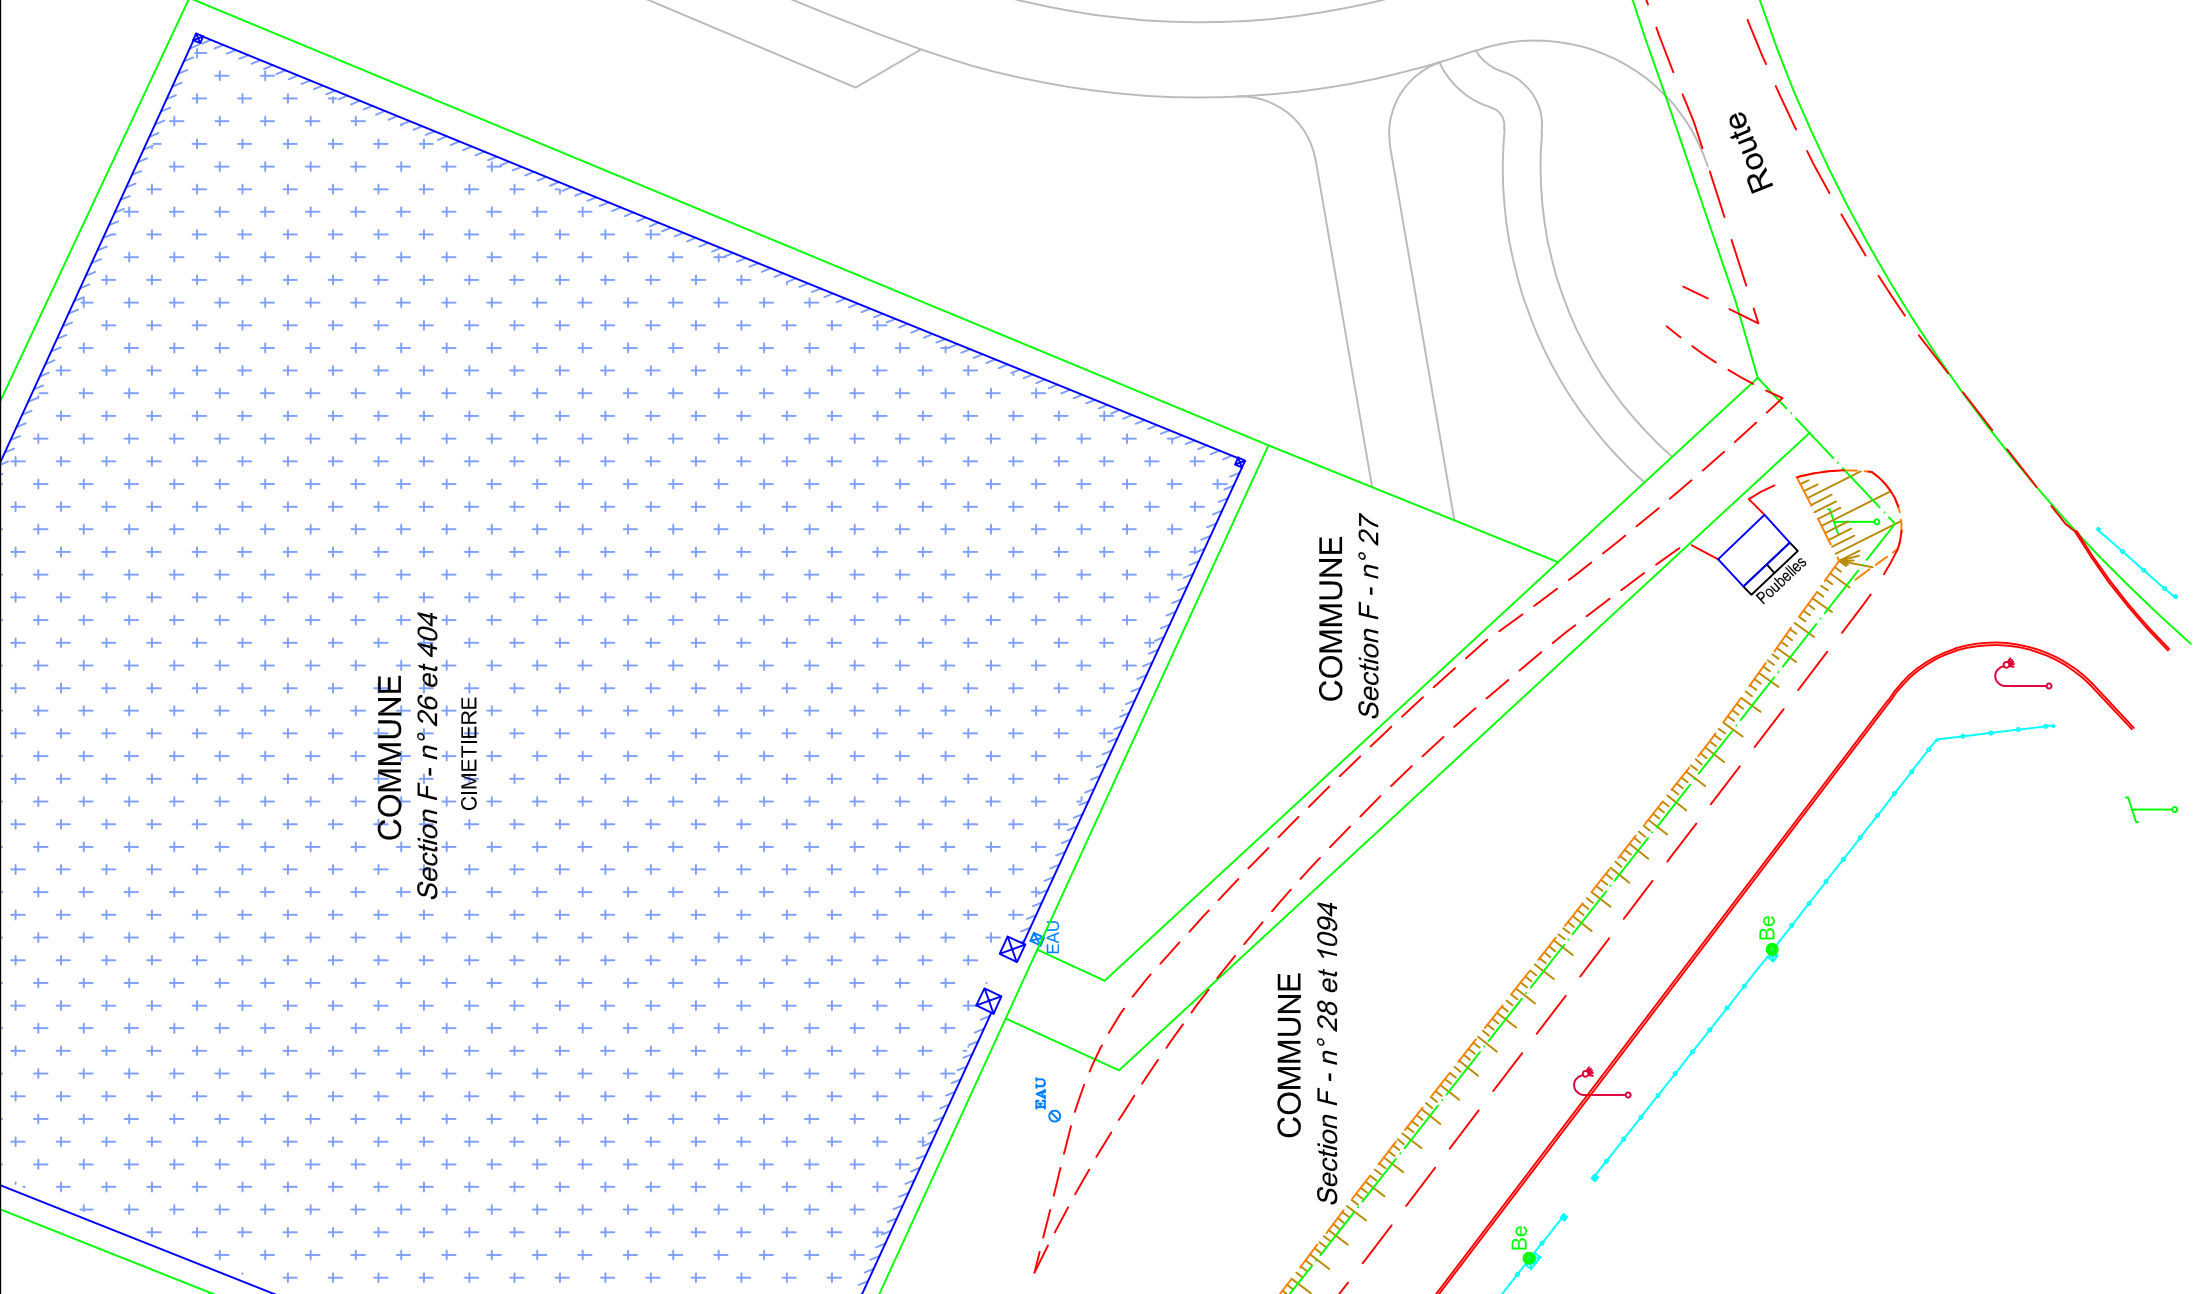 Route
COMMUNE
Section F - n° 27
Poubelles
COMMUNE
Section F - n° 26 et 404
CIMETIERE
EAU
EAU
COMMUNE
Section F - n° 28 et 1094
Be
Be